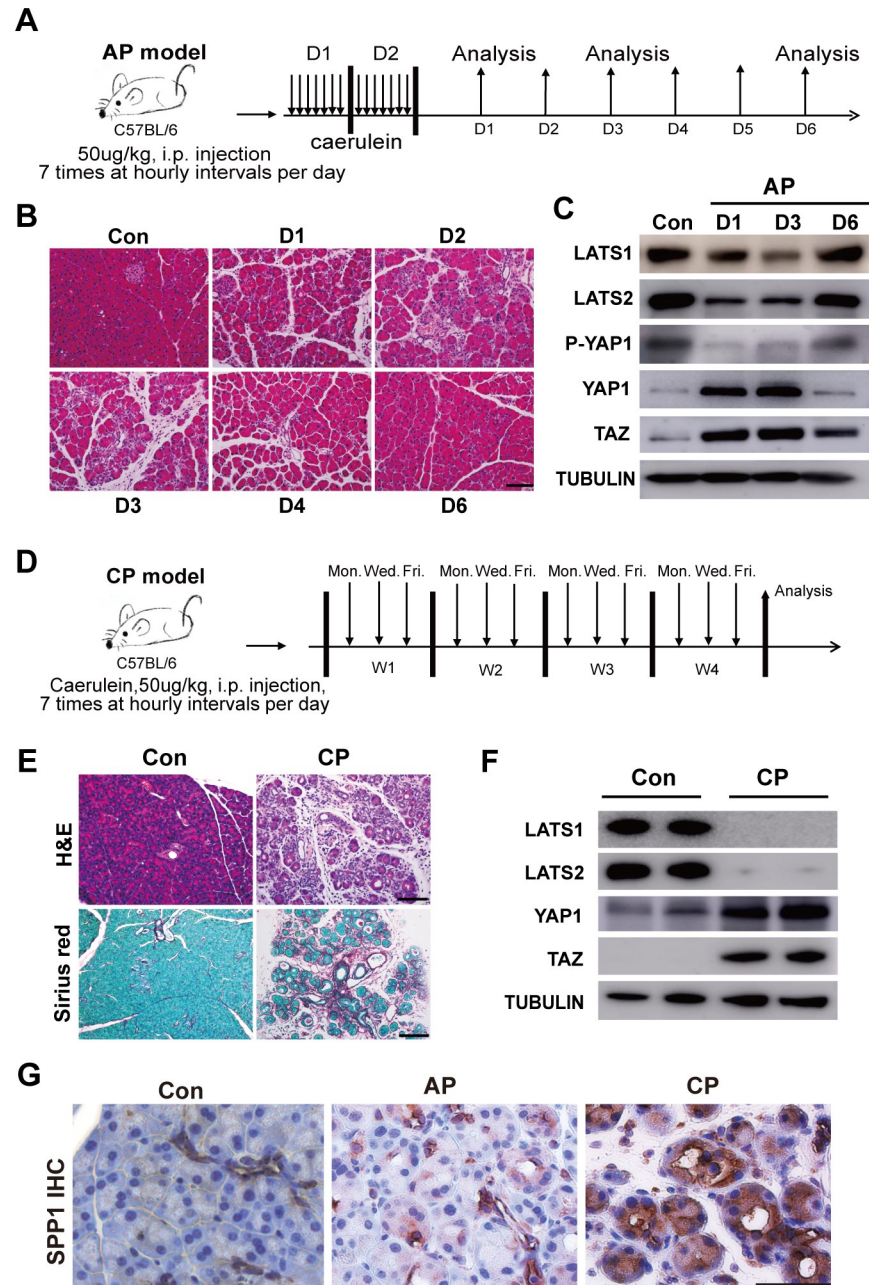 A
AP model
C57BL/6
50ug/kg, i.p. injection
7 times at hourly intervals per day
D1 D2
caerulein
Analysis Analysis Analysis
D1 D2 D3 D4 D5 D6
B
Con D1 D2
D3 D4 D6
C
AP
Con D1 D3 D6
LATS1
LATS2
P-YAP1
YAP1
TAZ
TUBULIN
D
CP model
C57BL/6
Caerulein,50ug/kg, i.p. injection,
7 times at hourly intervals per day
Mon. Wed. Fri. Mon. Wed. Fri. Mon. Wed. Fri. Mon. Wed. Fri.
Analysis
W1 W2 W3 W4
E
Con CP
H&E
Sirius red
F
Con CP
LATS1
LATS2
YAP1
TAZ
TUBULIN
G
Con AP CP
SPP1 IHC